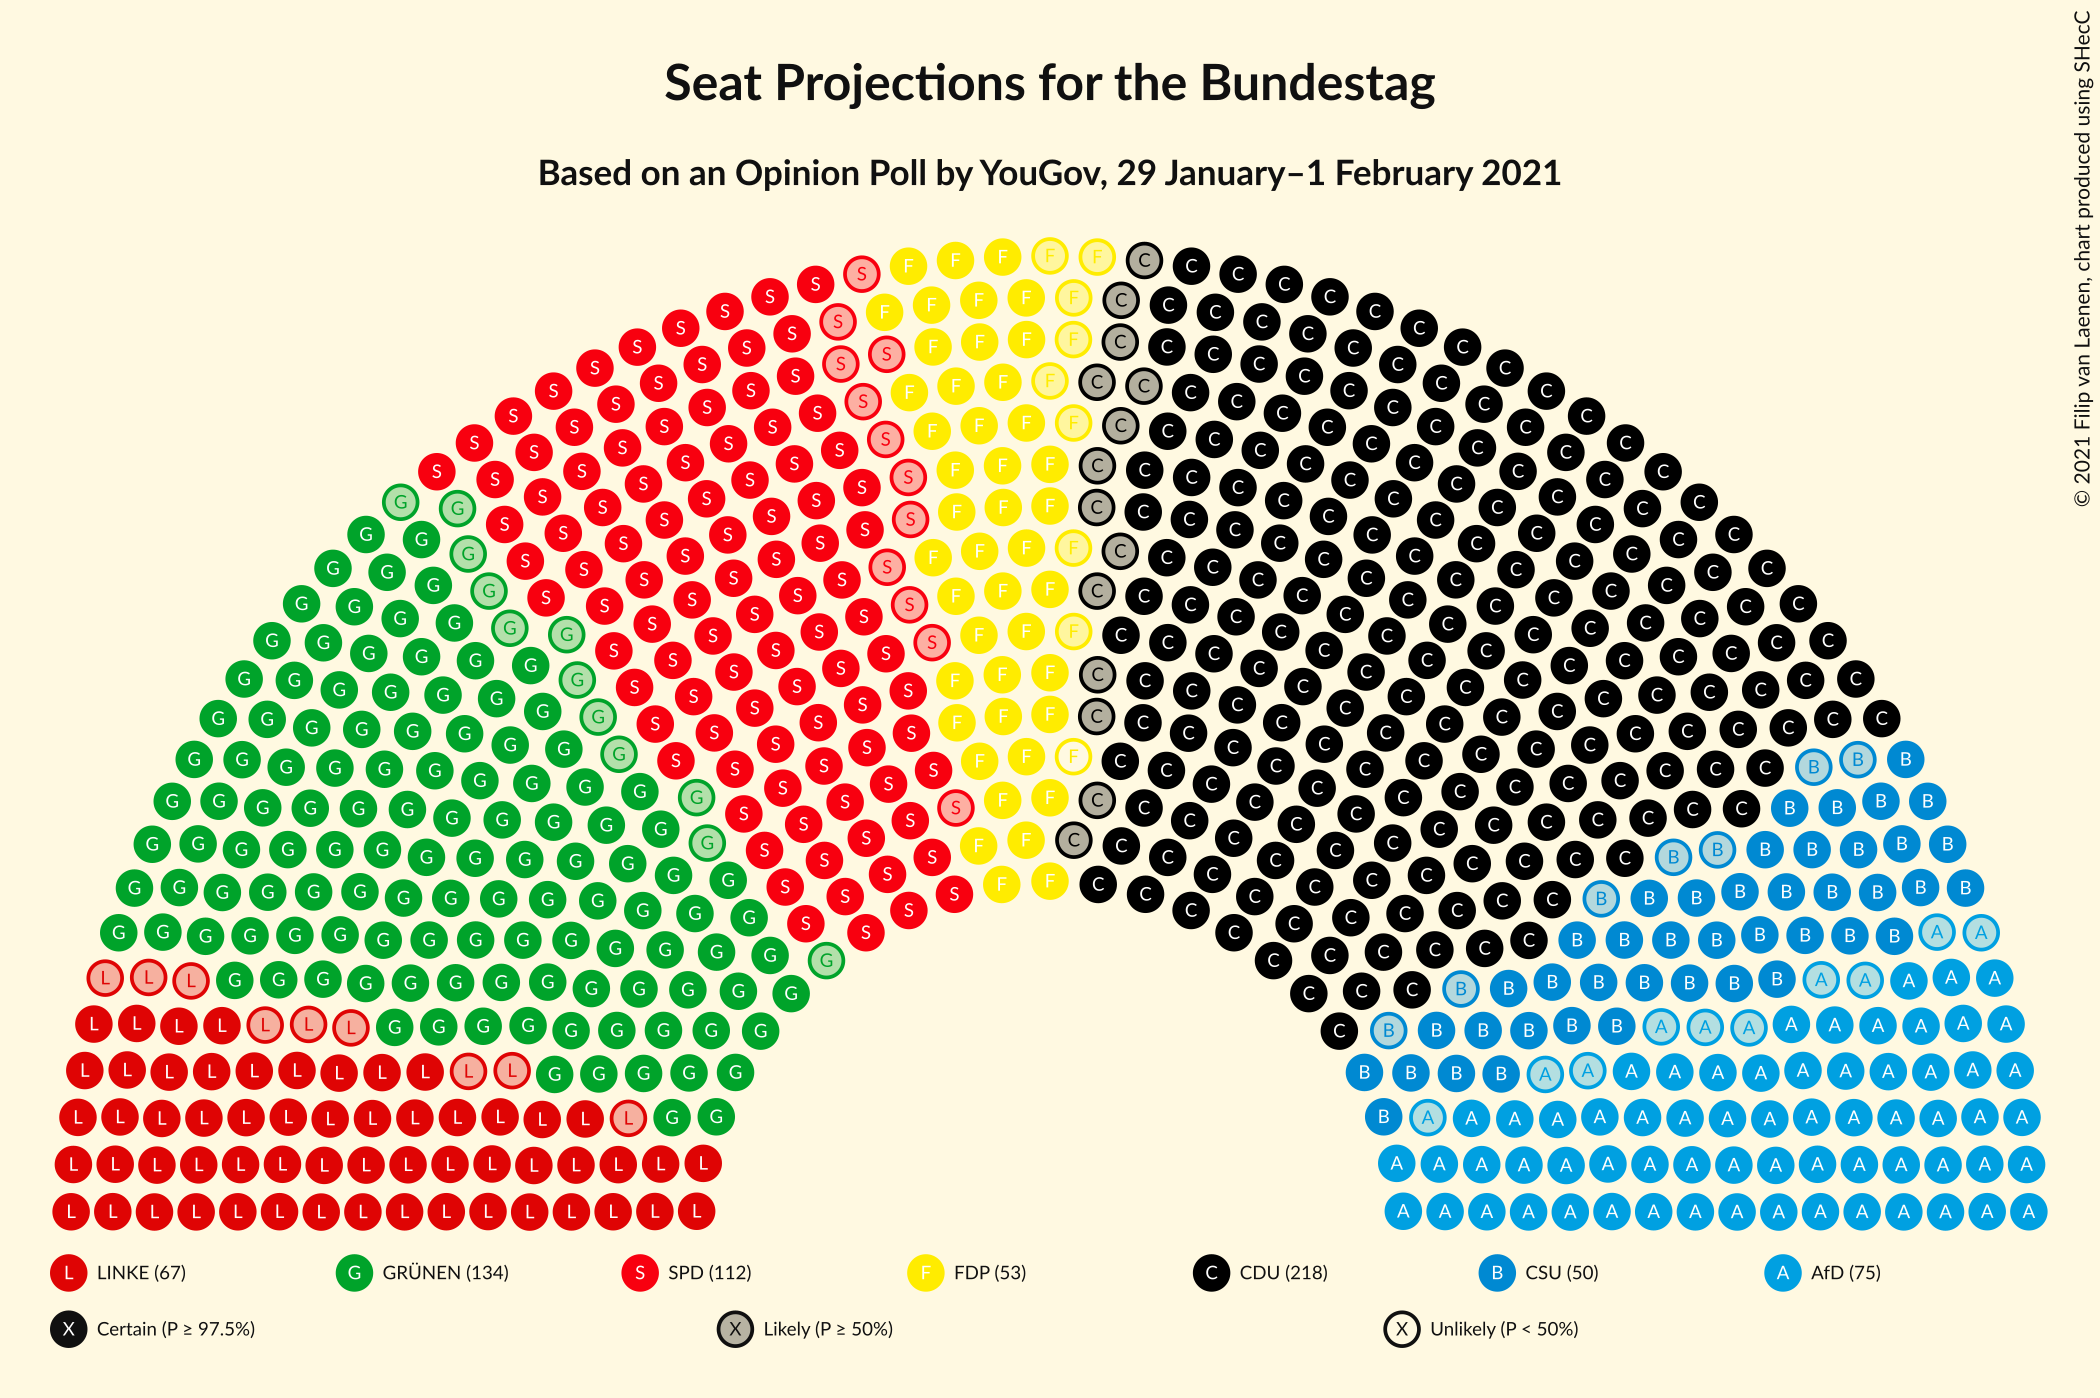 Seat Projections for the Bundestag
Based on an Opinion Poll by YouGov, 29 January–1 February 2021
© 2021 Filip van Laenen, chart produced using SHecC
L LINKE (67) G GRÜNEN (134) S SPD (112) F FDP (53) C CDU (218) B CSU (50) A AfD (75)
X Certain (P ≥ 97.5%) X Likely (P ≥ 50%) X Unlikely (P < 50%)